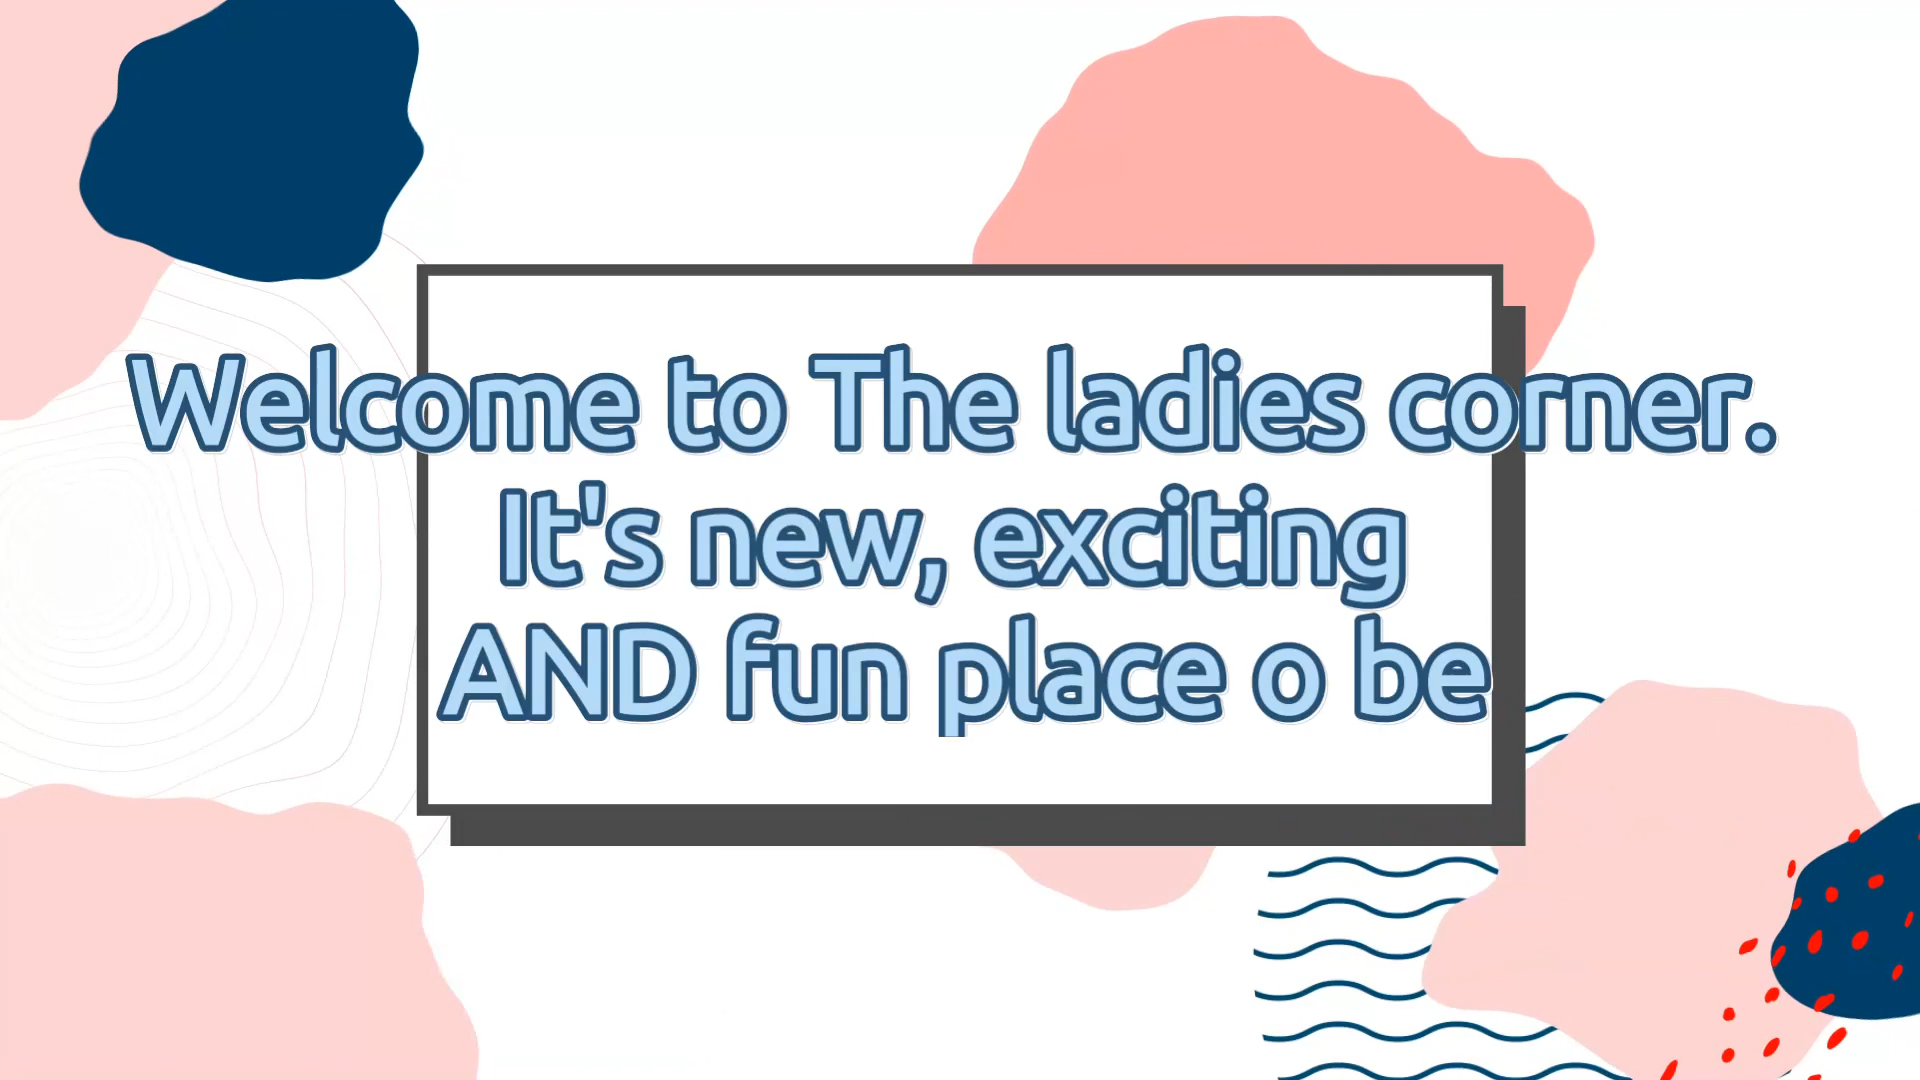 Welcome to The ladies corner.
It's new, exciting
AND fun place o be